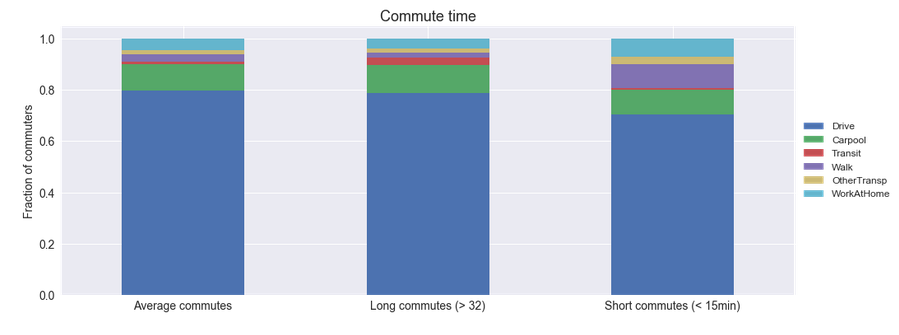 Commute time
Fraction of commuters
1.0
0.8
0.6
0.4
0.2
0.0
Average commutes
Long commutes (> 32)
Short commutes (< 15min)
Drive
Carpool
Transit
Walk
OtherTransp
WorkAtHome